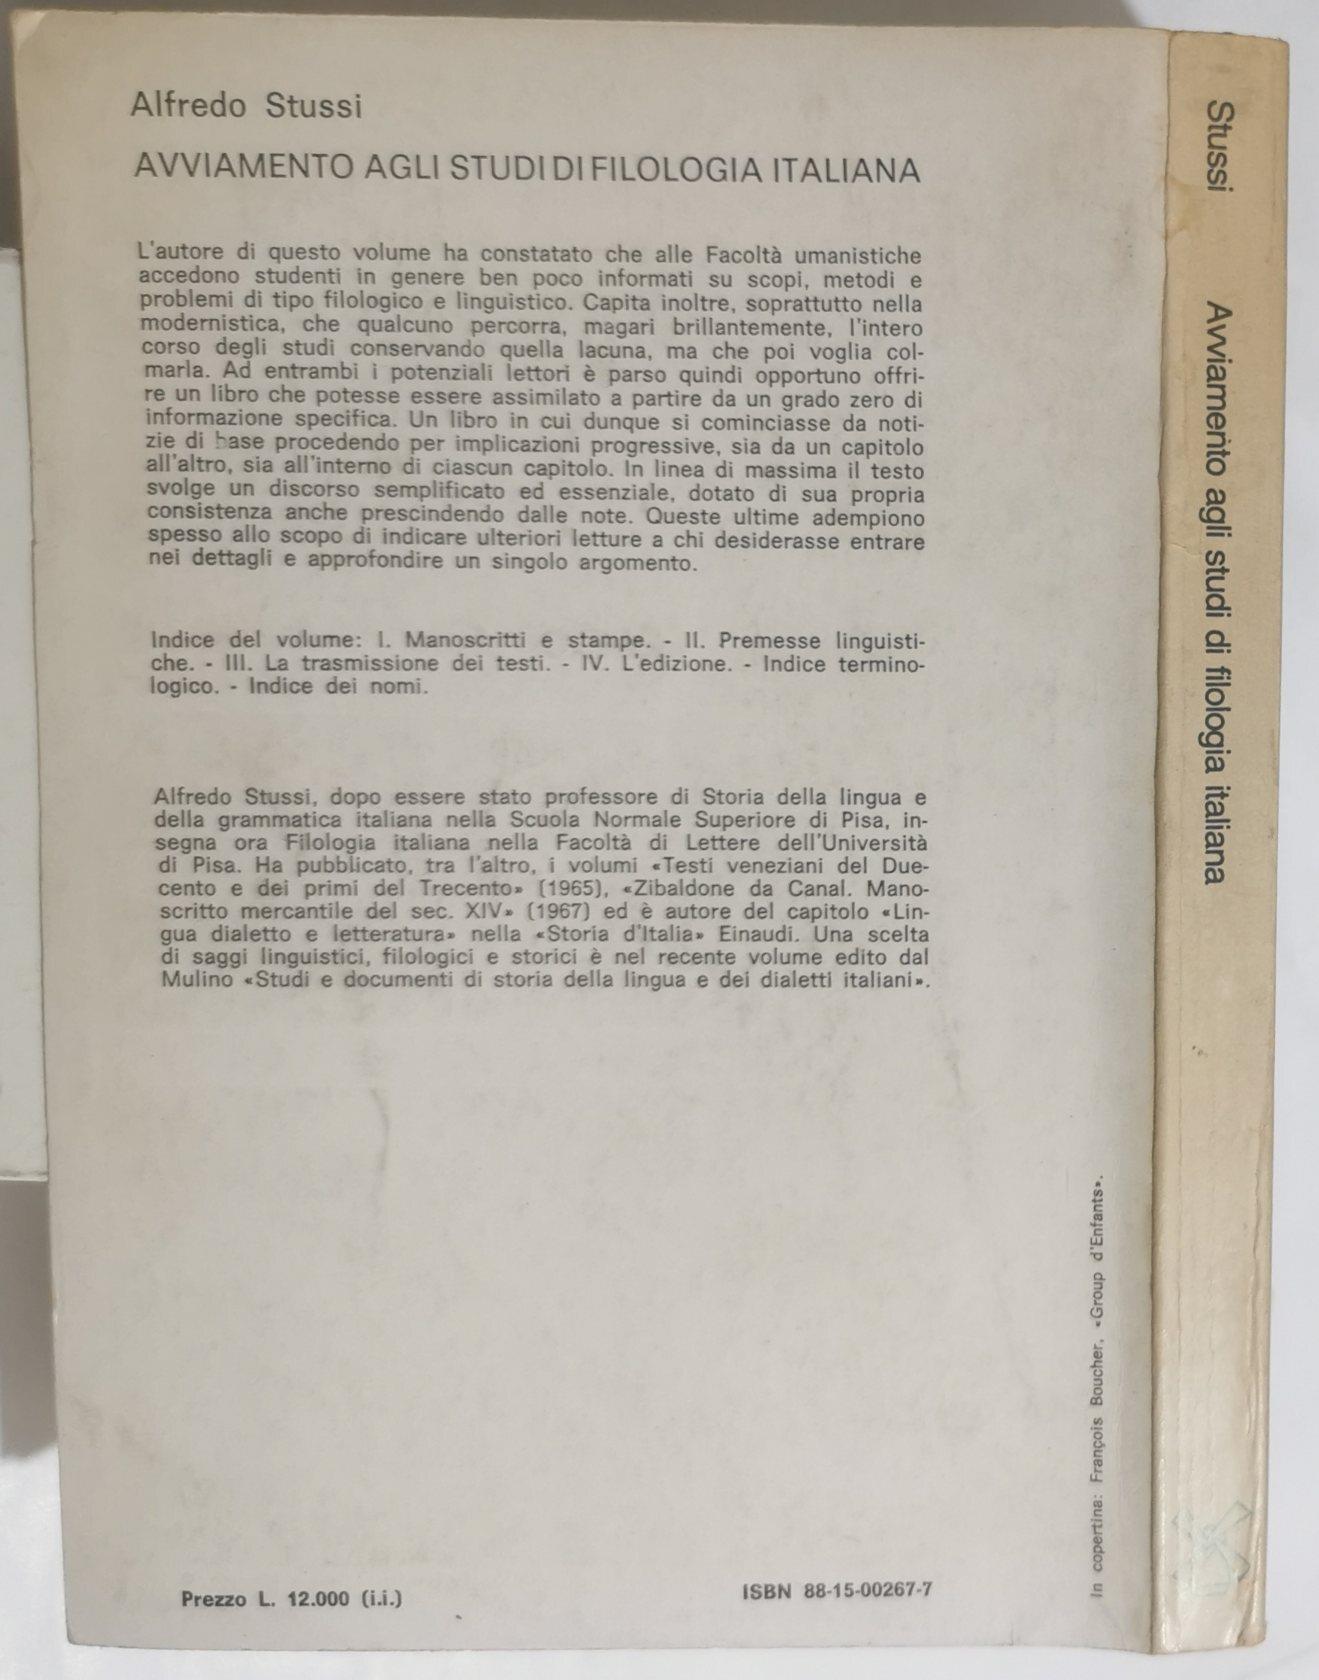 Alfredo Stussi
AVVIAMENTO AGLI STUDI DI FILOLOGIA ITALIANA
L'autore di questo volume ha constatato che alle Facoltà umanistiche
accedono studenti in genere ben poco informati su scopi, metodi e
problemi di tipo filologico e linguistico. Capita inoltre, soprattutto nella
modernistica, che qualcuno percorra, magari brillantemente, l'intero
corso degli studi conservando quella lacuna, ma che poi voglia col-
marla. Ad entrambi i potenziali lettori è parso quindi opportuno offri-
re un libro che potesse essere assimilato a partire da un grado zero di
informazione specifica. Un libro in cui dunque si cominciasse da noti-
zie di base procedendo per implicazioni progressive, sia da un capitolo
all'altro, sia all'interno di ciascun capitolo. In linea di massima il testo
svolge un discorso semplificato ed essenziale, dotato di sua propria
consistenza anche prescindendo dalle note. Queste ultime adempiono
spesso allo scopo di indicare ulteriori letture a chi desiderasse entrare
nei dettagli e approfondire un singolo argomento.
Indice del volume: I. Manoscritti e stampe. - II. Premesse linguisti-
che. - III. La trasmissione dei testi. - IV. L'edizione. - Indice termino-
logico. - Indice dei nomi.
Alfredo Stussi, dopo essere stato professore di Storia della lingua e
della grammatica italiana nella Scuola Normale Superiore di Pisa, in-
segna ora Filologia italiana nella Facoltà di Lettere dell'Università
di Pisa. Ha pubblicato, tra l'altro, i volumi «Testi veneziani del Due-
cento e dei primi del Trecento» (1965), «Zibaldone da Canal. Mano-
scritto mercantile del sec. XIV» (1967) ed è autore del capitolo «Lin-
gua dialetto e letteratura» nella «Storia d'Italia» Einaudi. Una scelta
di saggi linguistici, filologici e storici è nel recente volume edito dal
Mulino «Studi e documenti di storia della lingua e dei dialetti italiani».
Prezzo L. 12.000 (i.i.)
ISBN 88-15-00267-7
In copertina: François Boucher, «Group d'Enfants».
Stussi Avviamento agli studi di filologia italiana